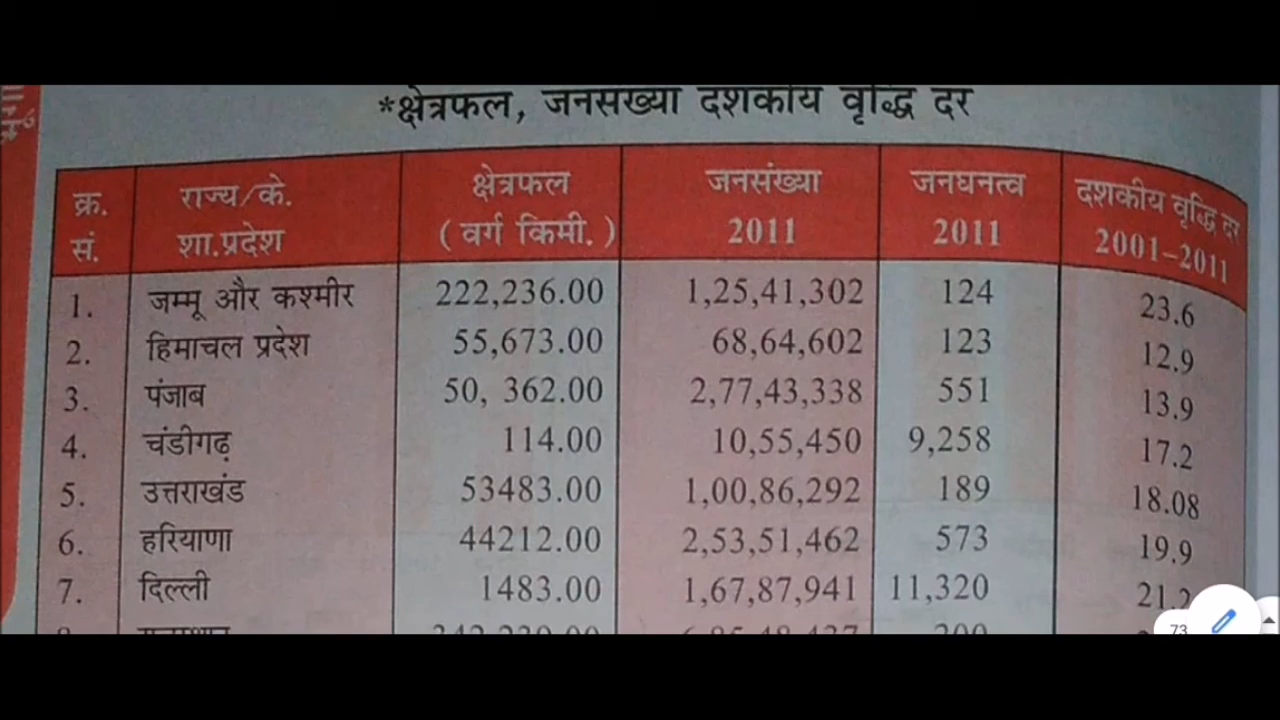 *क्षेत्रफल, जनसख्या दशकीय वृद्धि दर
क्र. सं. राज्य/के. शा.प्रदेश क्षेत्रफल (वर्ग किमी.) जनसंख्या 2011 जनघनत्व 2011 दशकीय वृद्धि दर 2001-2011
1. जम्मू और कश्मीर 222,236.00 1,25,41,302 124 23.6
2. हिमाचल प्रदेश 55,673.00 68,64,602 123 12.9
3. पंजाब 50, 362.00 2,77,43,338 551 13.9
4. चंडीगढ़ 114.00 10,55,450 9,258 17.2
5. उत्तराखंड 53483.00 1,00,86,292 189 18.08
6. हरियाणा 44212.00 2,53,51,462 573 19.9
7. दिल्ली 1483.00 1,67,87,941 11,320 21.2
73